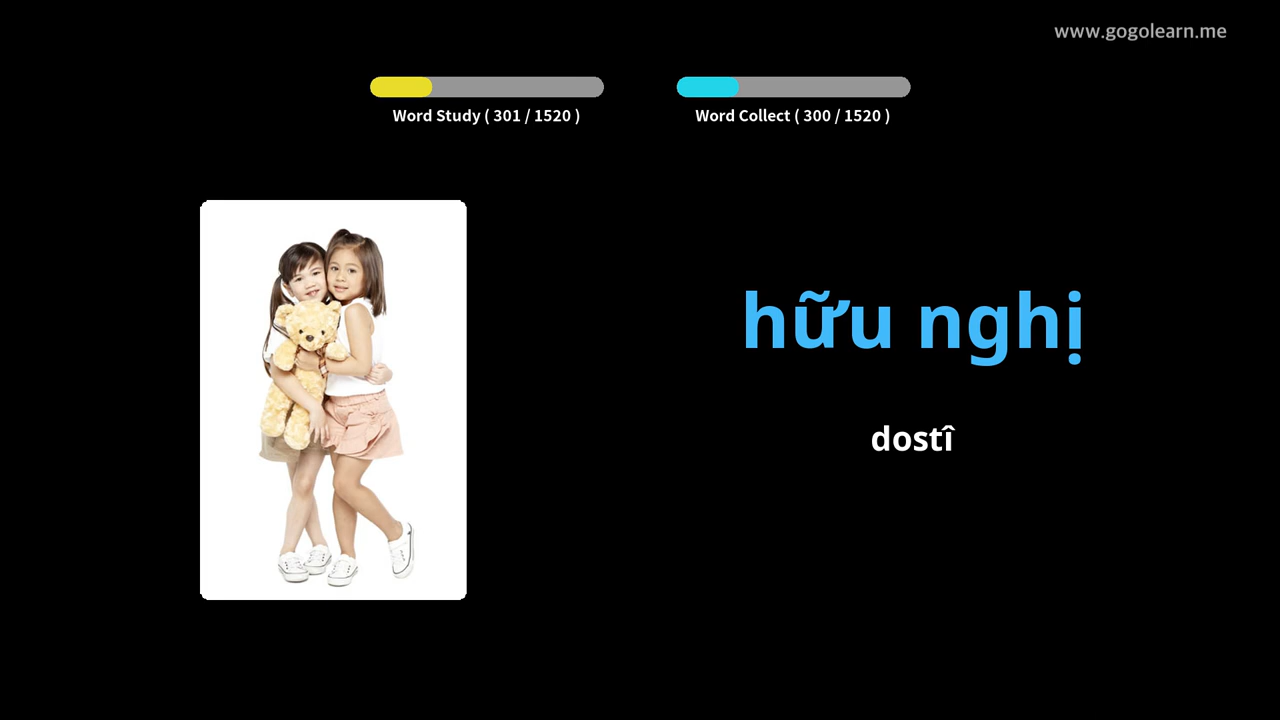 www.gogolearn.me
Word Study ( 301 / 1520 )
Word Collect ( 300 / 1520 )
hữu nghị
dostî